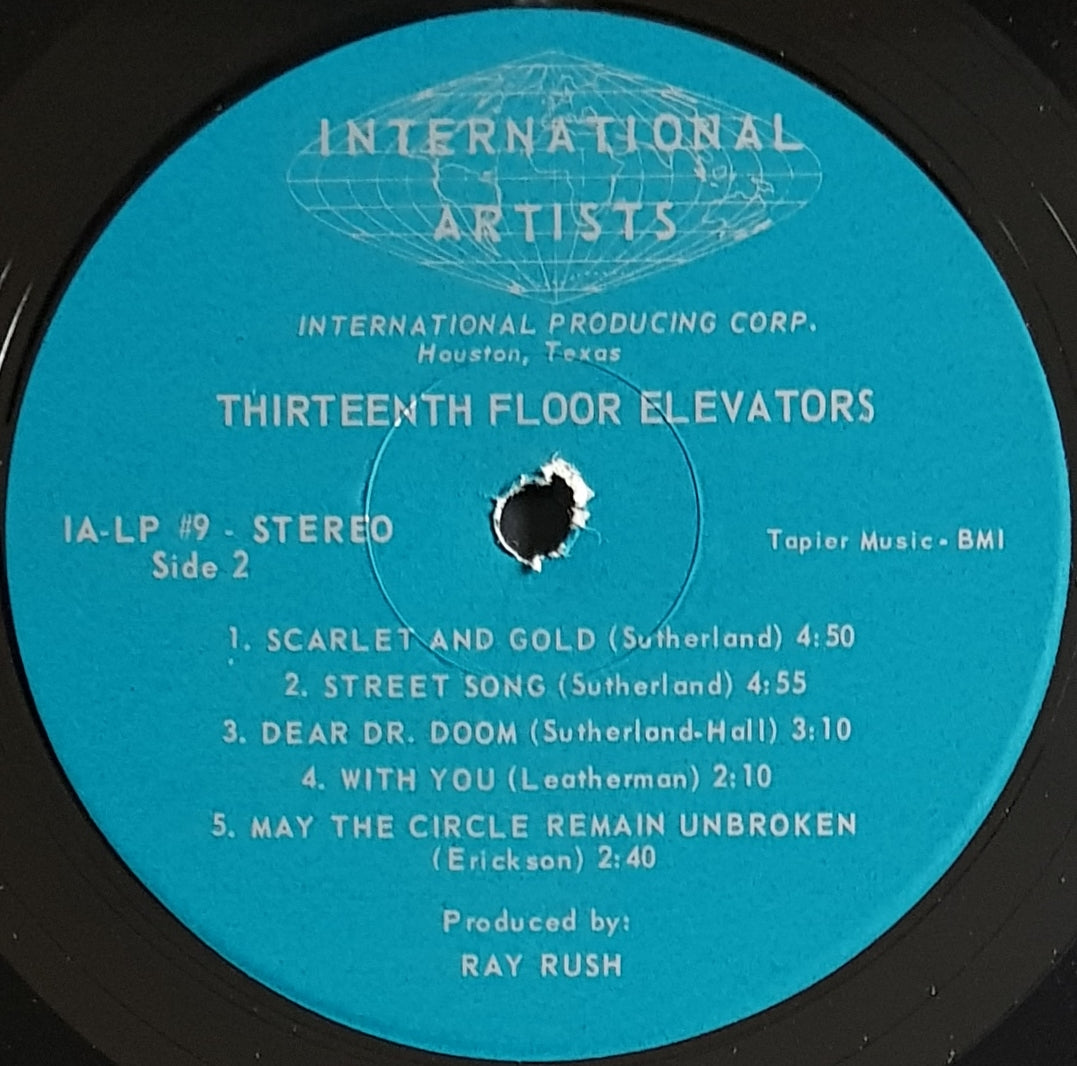 INTERNATIONAL
ARTISTS
INTERNATIONAL PRODUCING CORP.
Houston, Texas
THIRTEENTH FLOOR ELEVATORS
IA-LP #9 - STEREO
Side 2
Tapier Music - BMI
1. SCARLET AND GOLD (Sutherland) 4:50
2. STREET SONG (Sutherland) 4:55
3. DEAR DR. DOOM (Sutherland-Hall) 3:10
4. WITH YOU (Leatherman) 2:10
5. MAY THE CIRCLE REMAIN UNBROKEN
(Erickson) 2:40
Produced by:
RAY RUSH